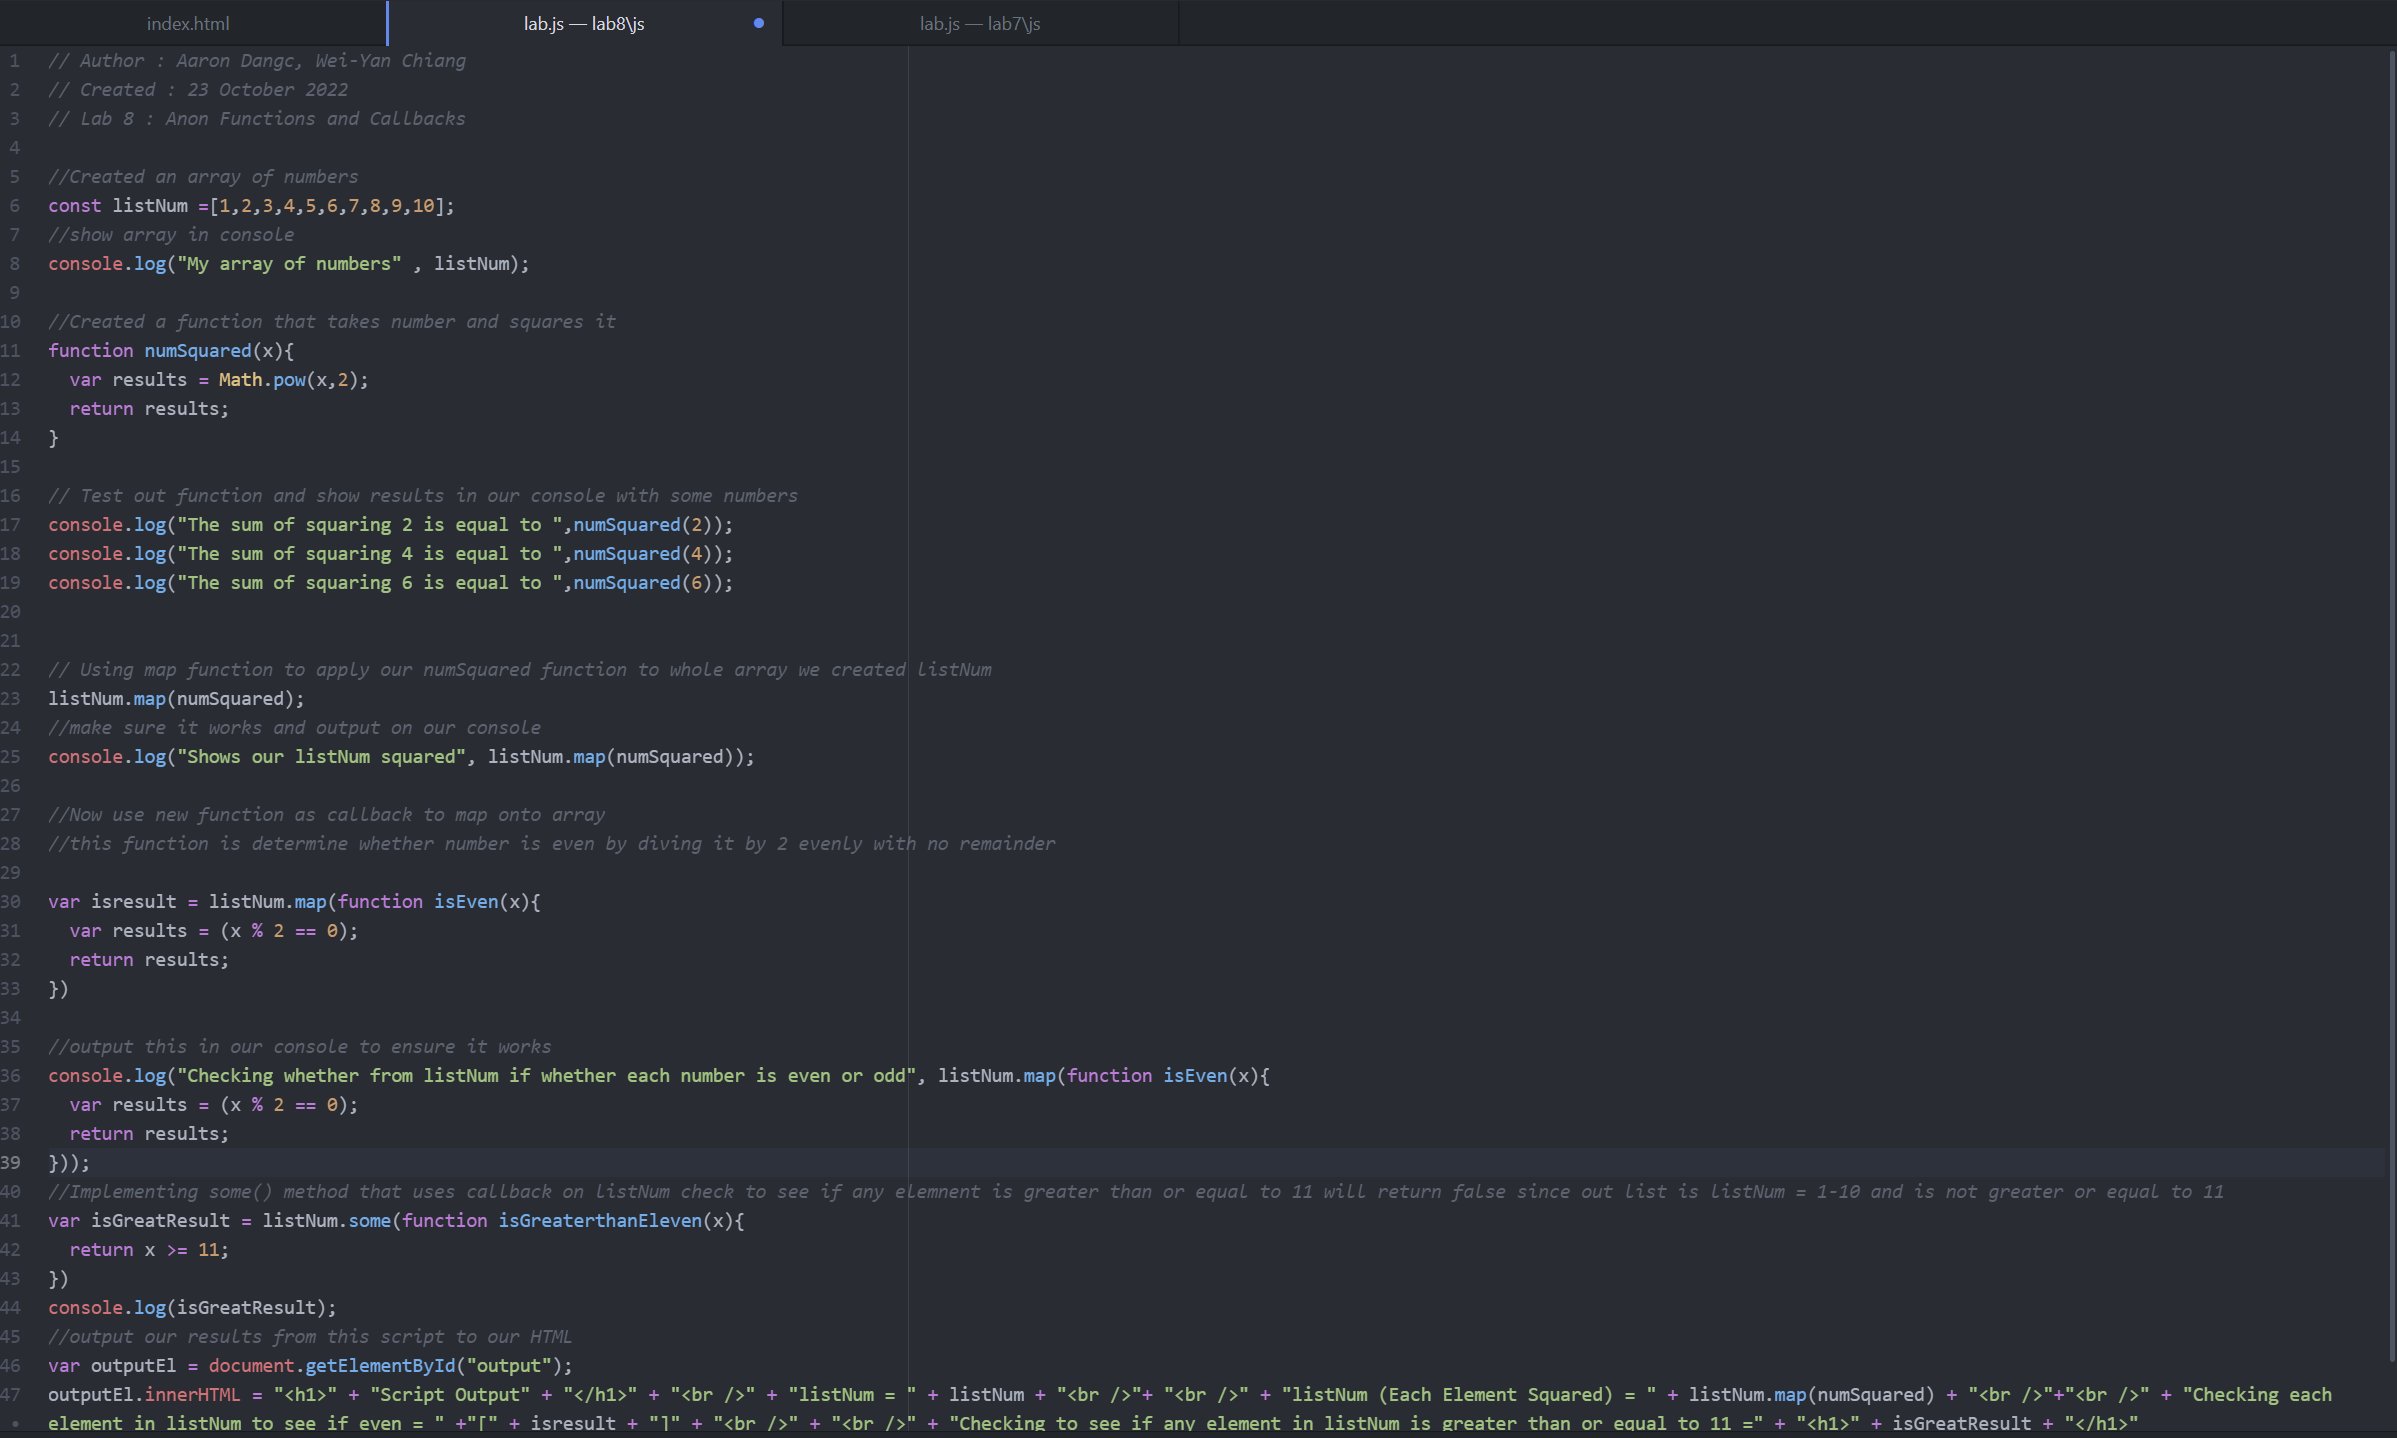 index.html
lab.js — lab8\js
lab.js — lab7\js
1 // Author : Aaron Dangc, Wei-Yan Chiang
2 // Created : 23 October 2022
3 // Lab 8 : Anon Functions and Callbacks
4
5 //Created an array of numbers
6 const listNum =[1,2,3,4,5,6,7,8,9,10];
7 //show array in console
8 console.log("My array of numbers" , listNum);
9
10 //Created a function that takes number and squares it
11 function numSquared(x){
12   var results = Math.pow(x,2);
13   return results;
14 }
15
16 // Test out function and show results in our console with some numbers
17 console.log("The sum of squaring 2 is equal to ",numSquared(2));
18 console.log("The sum of squaring 4 is equal to ",numSquared(4));
19 console.log("The sum of squaring 6 is equal to ",numSquared(6));
20
21
22 // Using map function to apply our numSquared function to whole array we created listNum
23 listNum.map(numSquared);
24 //make sure it works and output on our console
25 console.log("Shows our listNum squared", listNum.map(numSquared));
26
27 //Now use new function as callback to map onto array
28 //this function is determine whether number is even by diving it by 2 evenly with no remainder
29
30 var isresult = listNum.map(function isEven(x){
31   var results = (x % 2 == 0);
32   return results;
33 })
34
35 //output this in our console to ensure it works
36 console.log("Checking whether from listNum if whether each number is even or odd", listNum.map(function isEven(x){
37   var results = (x % 2 == 0);
38   return results;
39 }));
40 //Implementing some() method that uses callback on listNum check to see if any elemnent is greater than or equal to 11 will return false since out list is listNum = 1-10 and is not greater or equal to 11
41 var isGreatResult = listNum.some(function isGreaterthanEleven(x){
42   return x >= 11;
43 })
44 console.log(isGreatResult);
45 //output our results from this script to our HTML
46 var outputEl = document.getElementById("output");
47 outputEl.innerHTML = "<h1>" + "Script Output" + "</h1>" + "<br />" + "listNum = " + listNum + "<br />"+ "<br />" + "listNum (Each Element Squared) = " + listNum.map(numSquared) + "<br />"+"<br />" + "Checking each
• element in listNum to see if even = " +"[" + isresult + "]" + "<br />" + "<br />" + "Checking to see if any element in listNum is greater than or equal to 11 =" + "<h1>" + isGreatResult + "</h1>"